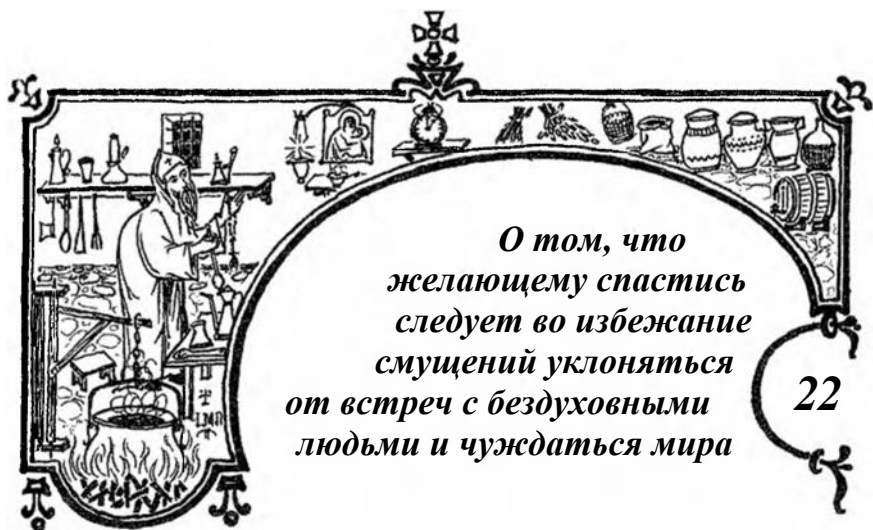 О том, что
желающему спастись
следует во избежание
смущений уклоняться
от встреч с бездуховными
людьми и чуждаться мира
22